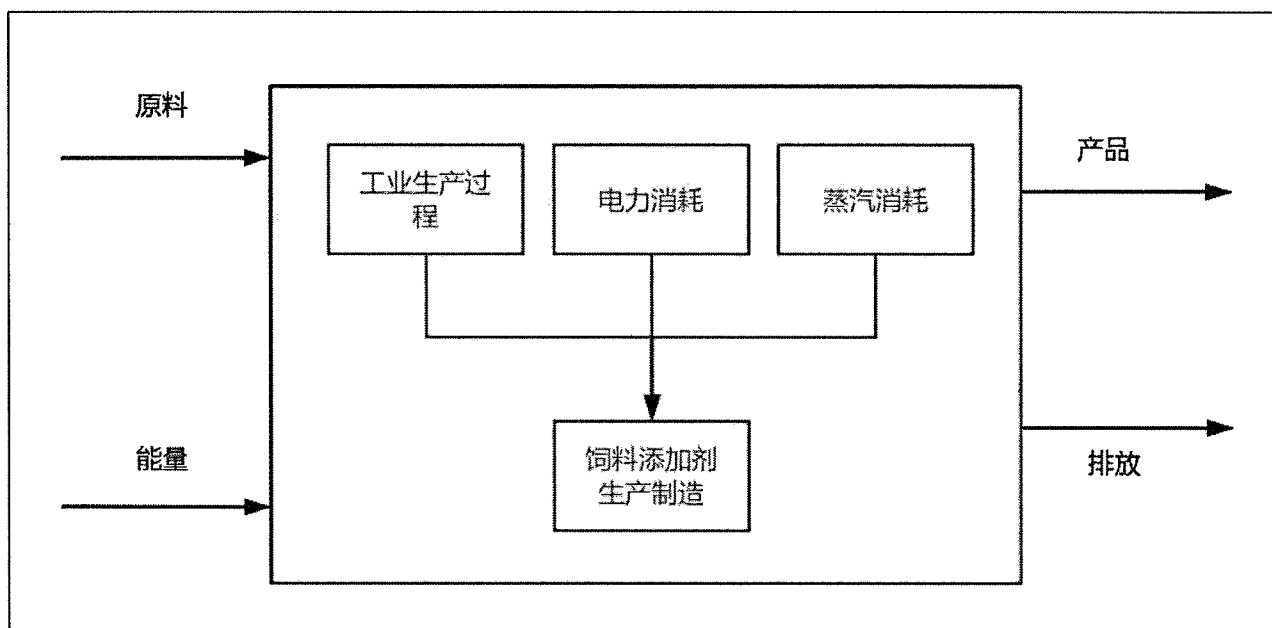 原料
产品
工业生产过
程
电力消耗
蒸汽消耗
能量
饲料添加剂
生产制造
排放